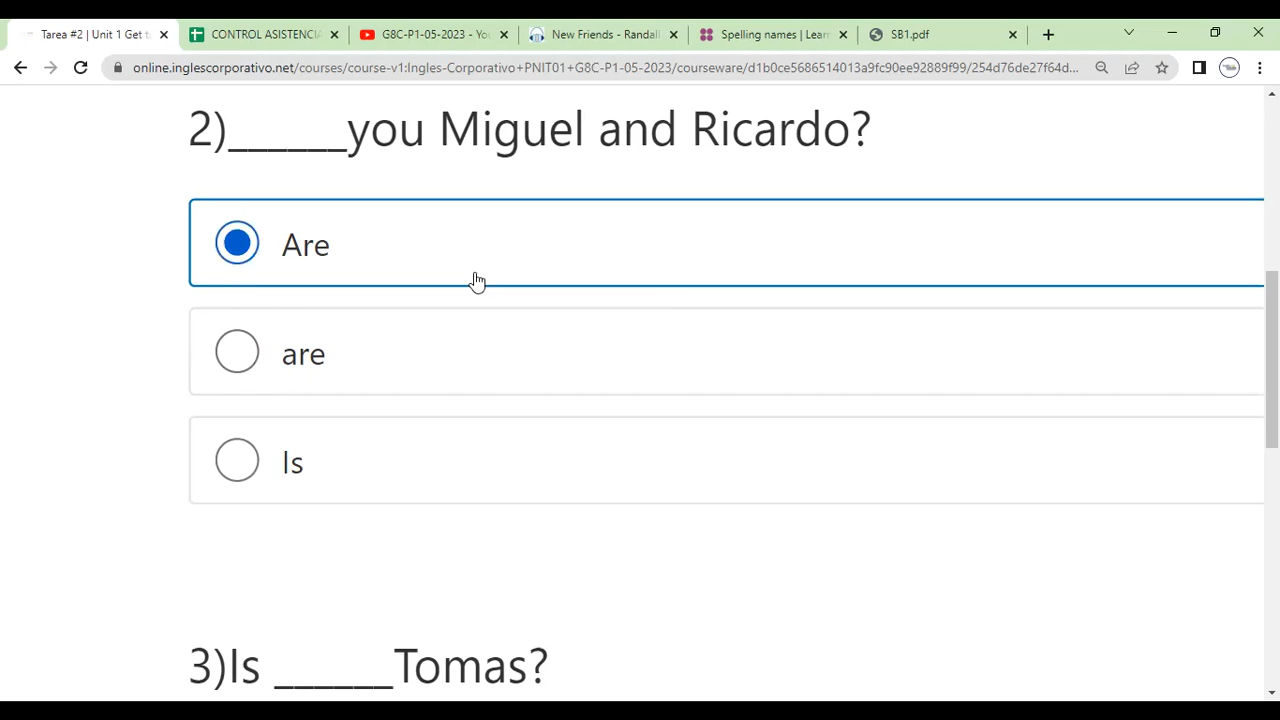 Tarea #2 | Unit 1 Get t
CONTROL ASISTENCIA
G8C-P1-05-2023 - You
New Friends - Randall
Spelling names | Lear
SB1.pdf
online.inglescorporativo.net/courses/course-v1:Ingles-Corporativo+PNIT01+G8C-P1-05-2023/courseware/d1b0ce5686514013a9fc90ee92889f99/254d76de27f64d...
2)______you Miguel and Ricardo?
Are
are
Is
3)Is ______Tomas?